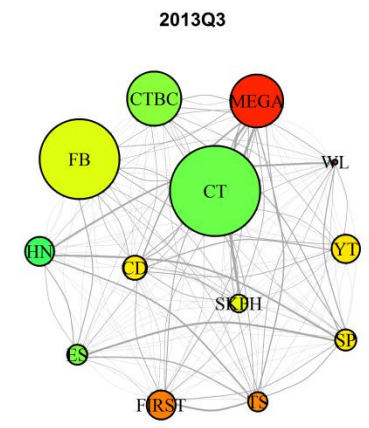 2013Q3
CTBC
MEGA
FB
WL
CT
HN
CD
YT
SKFH
SP
ES
FIRST
TS